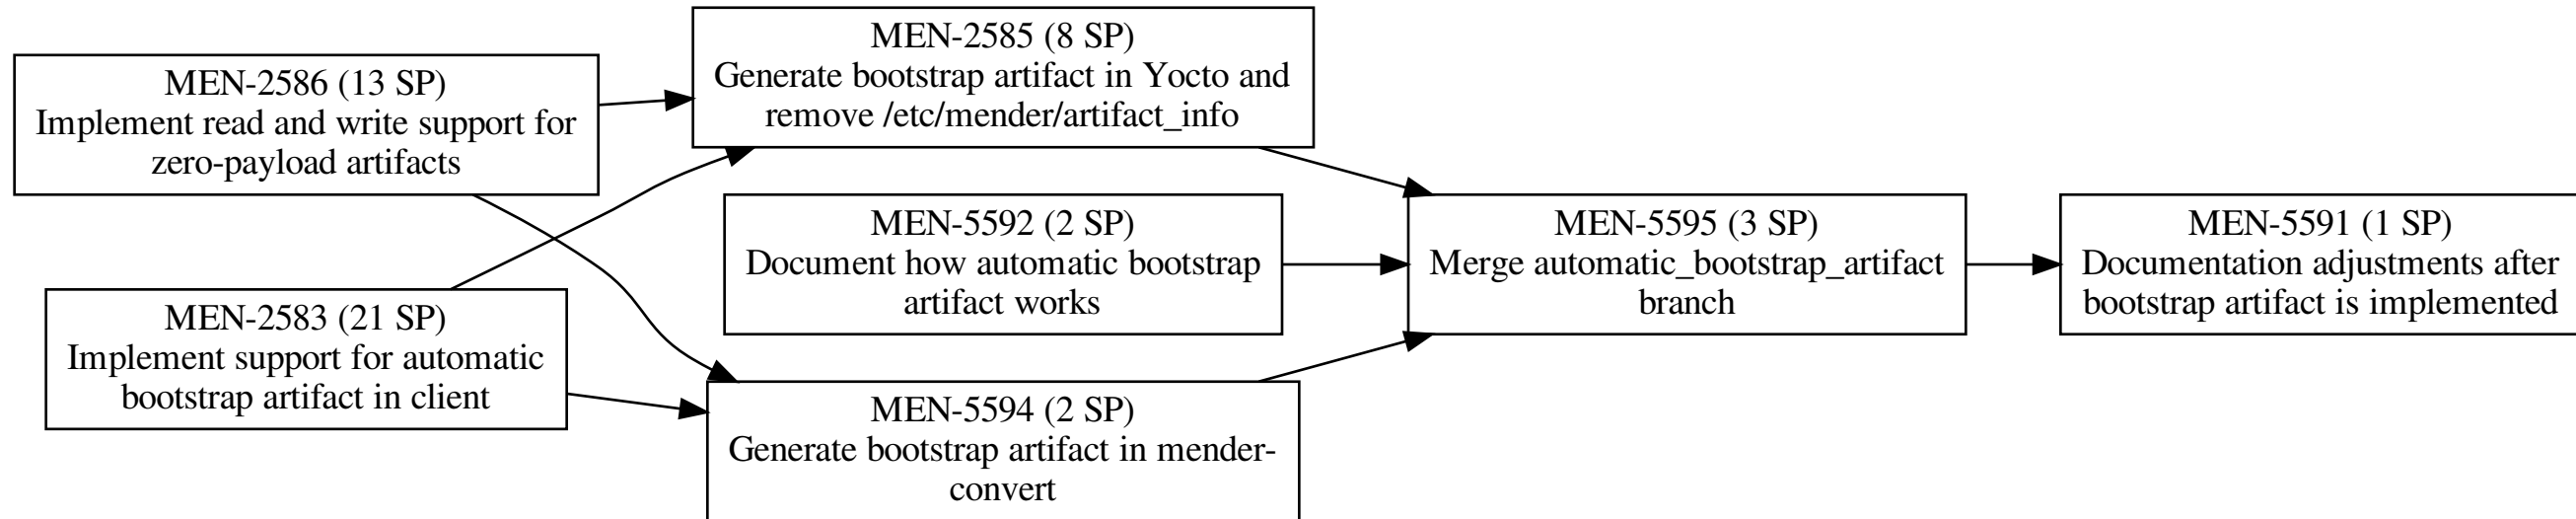 MEN-2586 (13 SP)
Implement read and write support for
zero-payload artifacts
MEN-2583 (21 SP)
Implement support for automatic
bootstrap artifact in client
MEN-2585 (8 SP)
Generate bootstrap artifact in Yocto and
remove /etc/mender/artifact_info
MEN-5592 (2 SP)
Document how automatic bootstrap
artifact works
MEN-5594 (2 SP)
Generate bootstrap artifact in mender-
convert
MEN-5595 (3 SP)
Merge automatic_bootstrap_artifact
branch
MEN-5591 (1 SP)
Documentation adjustments after
bootstrap artifact is implemented